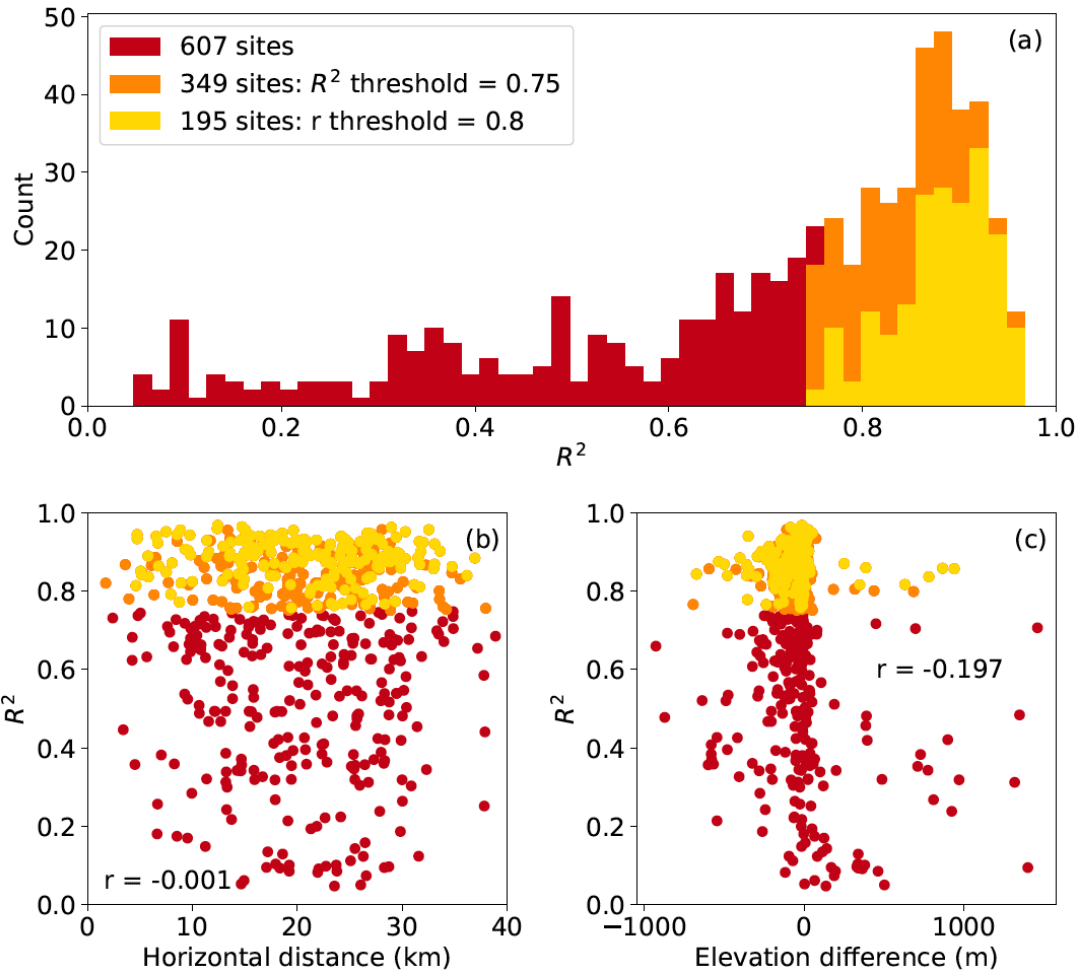 50
40
30
20
10
0
Count
607 sites
349 sites: R² threshold = 0.75
195 sites: r threshold = 0.8
(a)
0.0 0.2 0.4 0.6 0.8 1.0
R²
1.0
0.8
0.6
0.4
0.2
0.0
R²
(b)
r = -0.001
0 10 20 30 40
Horizontal distance (km)
1.0
0.8
0.6
0.4
0.2
0.0
R²
(c)
r = -0.197
−1000 0 1000
Elevation difference (m)